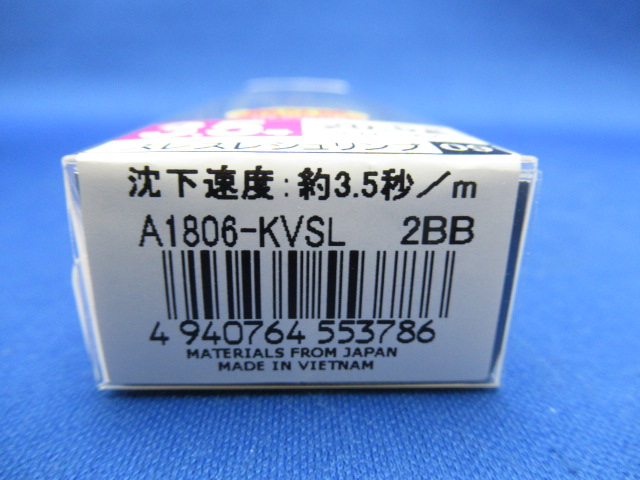 沈下速度:約3.5秒/m
A1806-KVSL 2BB
4 940764 553786
MATERIALS FROM JAPAN
MADE IN VIETNAM